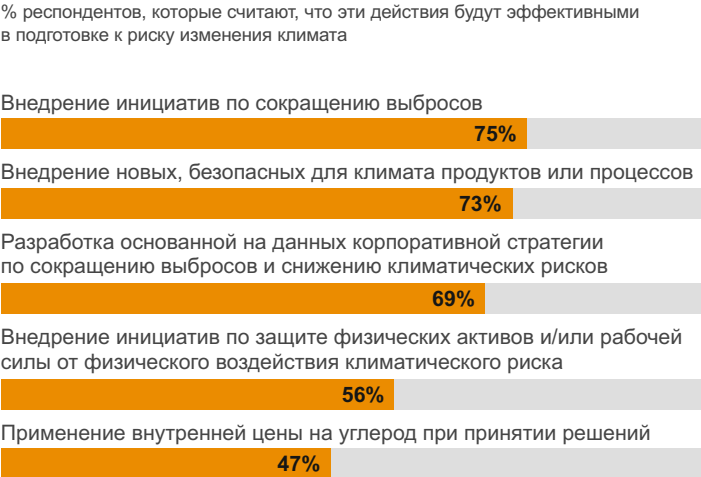 % респондентов, которые считают, что эти действия будут эффективными
в подготовке к риску изменения климата
Внедрение инициатив по сокращению выбросов
75%
Внедрение новых, безопасных для климата продуктов или процессов
73%
Разработка основанной на данных корпоративной стратегии
по сокращению выбросов и снижению климатических рисков
69%
Внедрение инициатив по защите физических активов и/или рабочей
силы от физического воздействия климатического риска
56%
Применение внутренней цены на углерод при принятии решений
47%